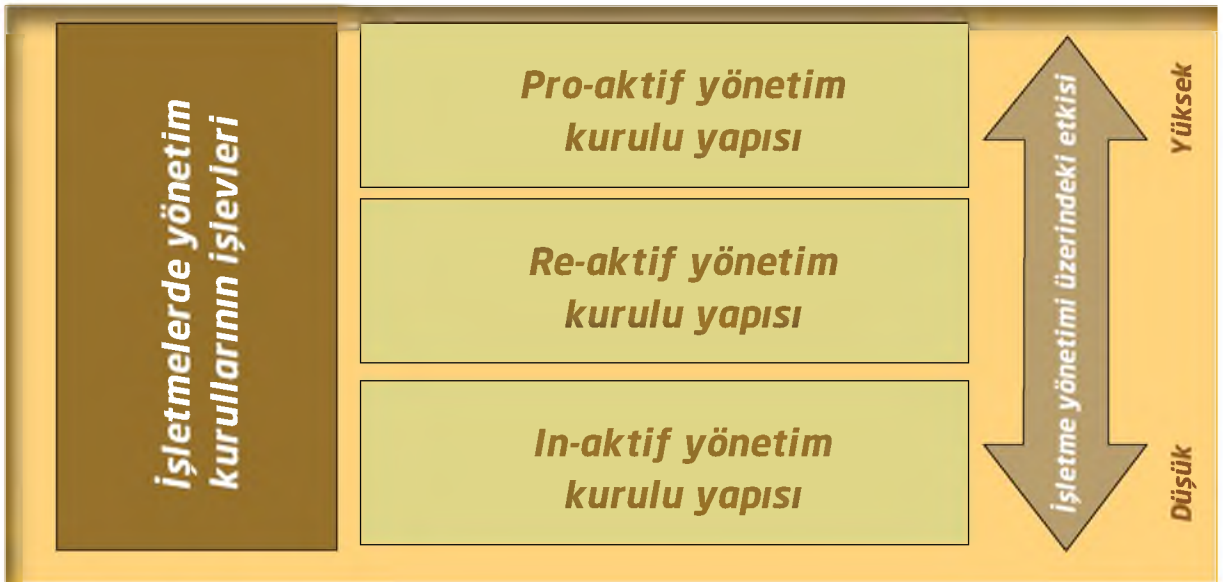 İşletmelerde yönetim
kurullarının işlevleri
Pro-aktif yönetim
kurulu yapısı
Re-aktif yönetim
kurulu yapısı
In-aktif yönetim
kurulu yapısı
İşletme yönetimi üzerindeki etkisi
Yüksek
Düşük